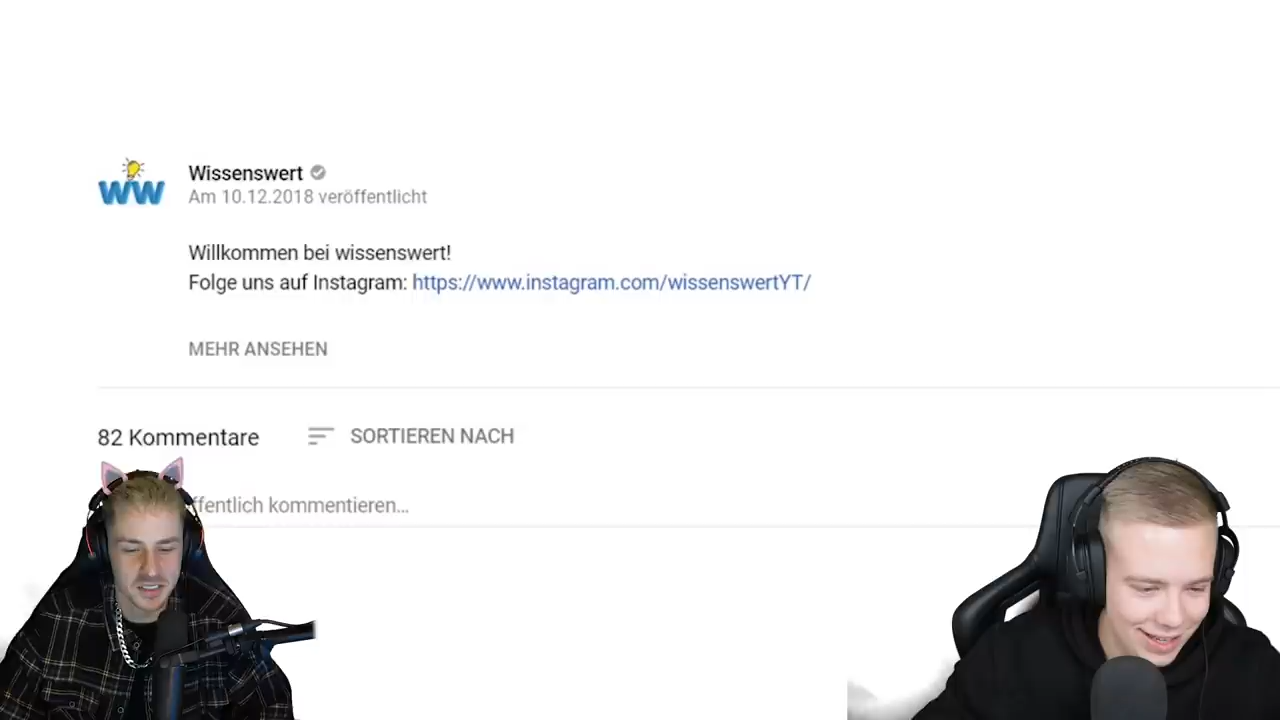 WW
Wissenswert
Am 10.12.2018 veröffentlicht
Willkommen bei wissenswert!
Folge uns auf Instagram: https://www.instagram.com/wissenswertYT/
MEHR ANSEHEN
82 Kommentare SORTIEREN NACH
ffentlich kommentieren...